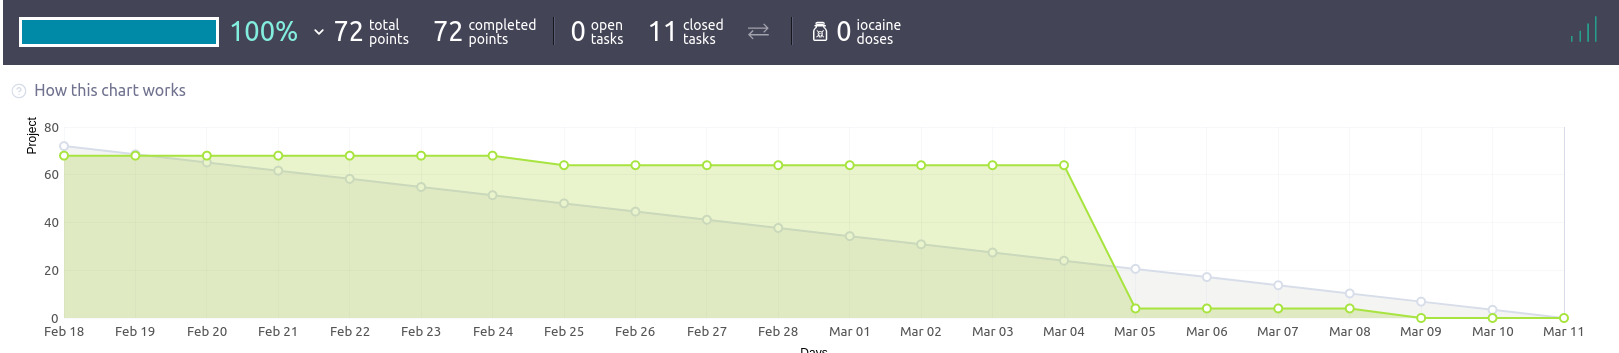 100% 72 total points 72 completed points 0 open tasks 11 closed tasks 0 iocaine doses
? How this chart works
Project
80
60
40
20
0
Feb 18 Feb 19 Feb 20 Feb 21 Feb 22 Feb 23 Feb 24 Feb 25 Feb 26 Feb 27 Feb 28 Mar 01 Mar 02 Mar 03 Mar 04 Mar 05 Mar 06 Mar 07 Mar 08 Mar 09 Mar 10 Mar 11
Days